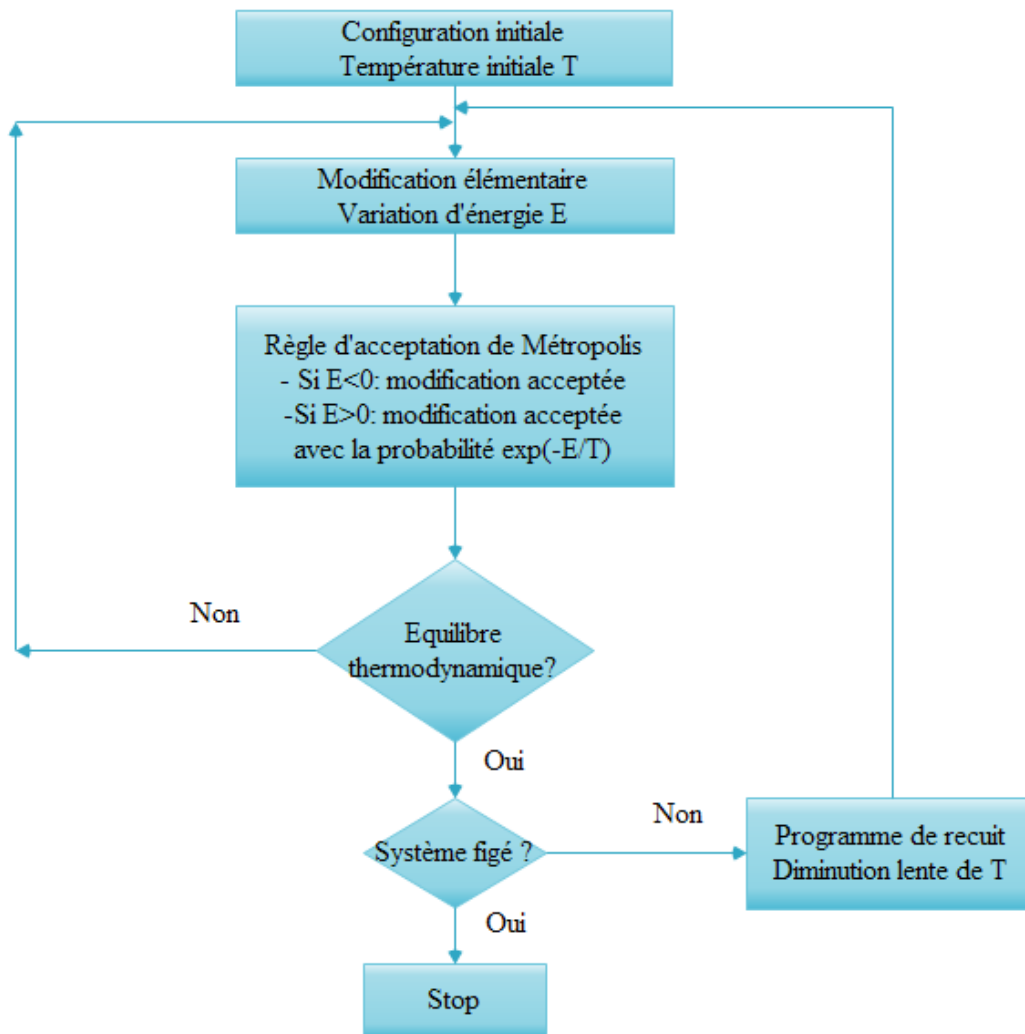 Configuration initiale
Température initiale T
Modification élémentaire
Variation d'énergie E
Règle d'acceptation de Métropolis
- Si E<0: modification acceptée
-Si E>0: modification acceptée
avec la probabilité exp(-E/T)
Non
Equilibre
thermodynamique?
Oui
Système figé ?
Non
Programme de recuit
Diminution lente de T
Oui
Stop